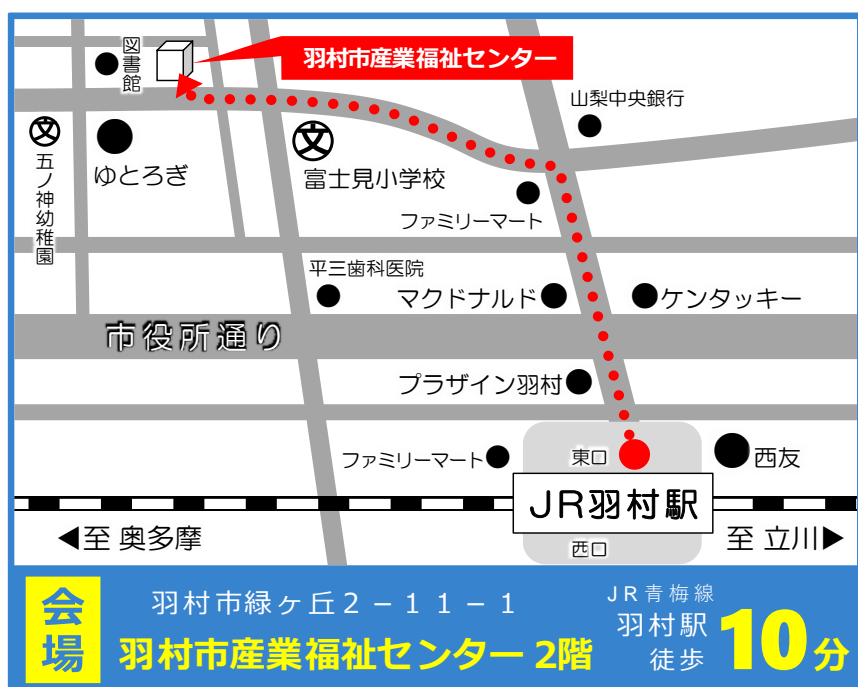 図書館
羽村市産業福祉センター
山梨中央銀行
文
五ノ神幼稚園
ゆとろぎ
文
富士見小学校
ファミリーマート
平三歯科医院
マクドナルド
ケンタッキー
市役所通り
プラザイン羽村
ファミリーマート
東口
西友
JR羽村駅
◀至 奥多摩
西口
至 立川▶
会場
羽村市緑ヶ丘2－11－1
羽村市産業福祉センター 2階
JR青梅線
羽村駅
徒歩
10分